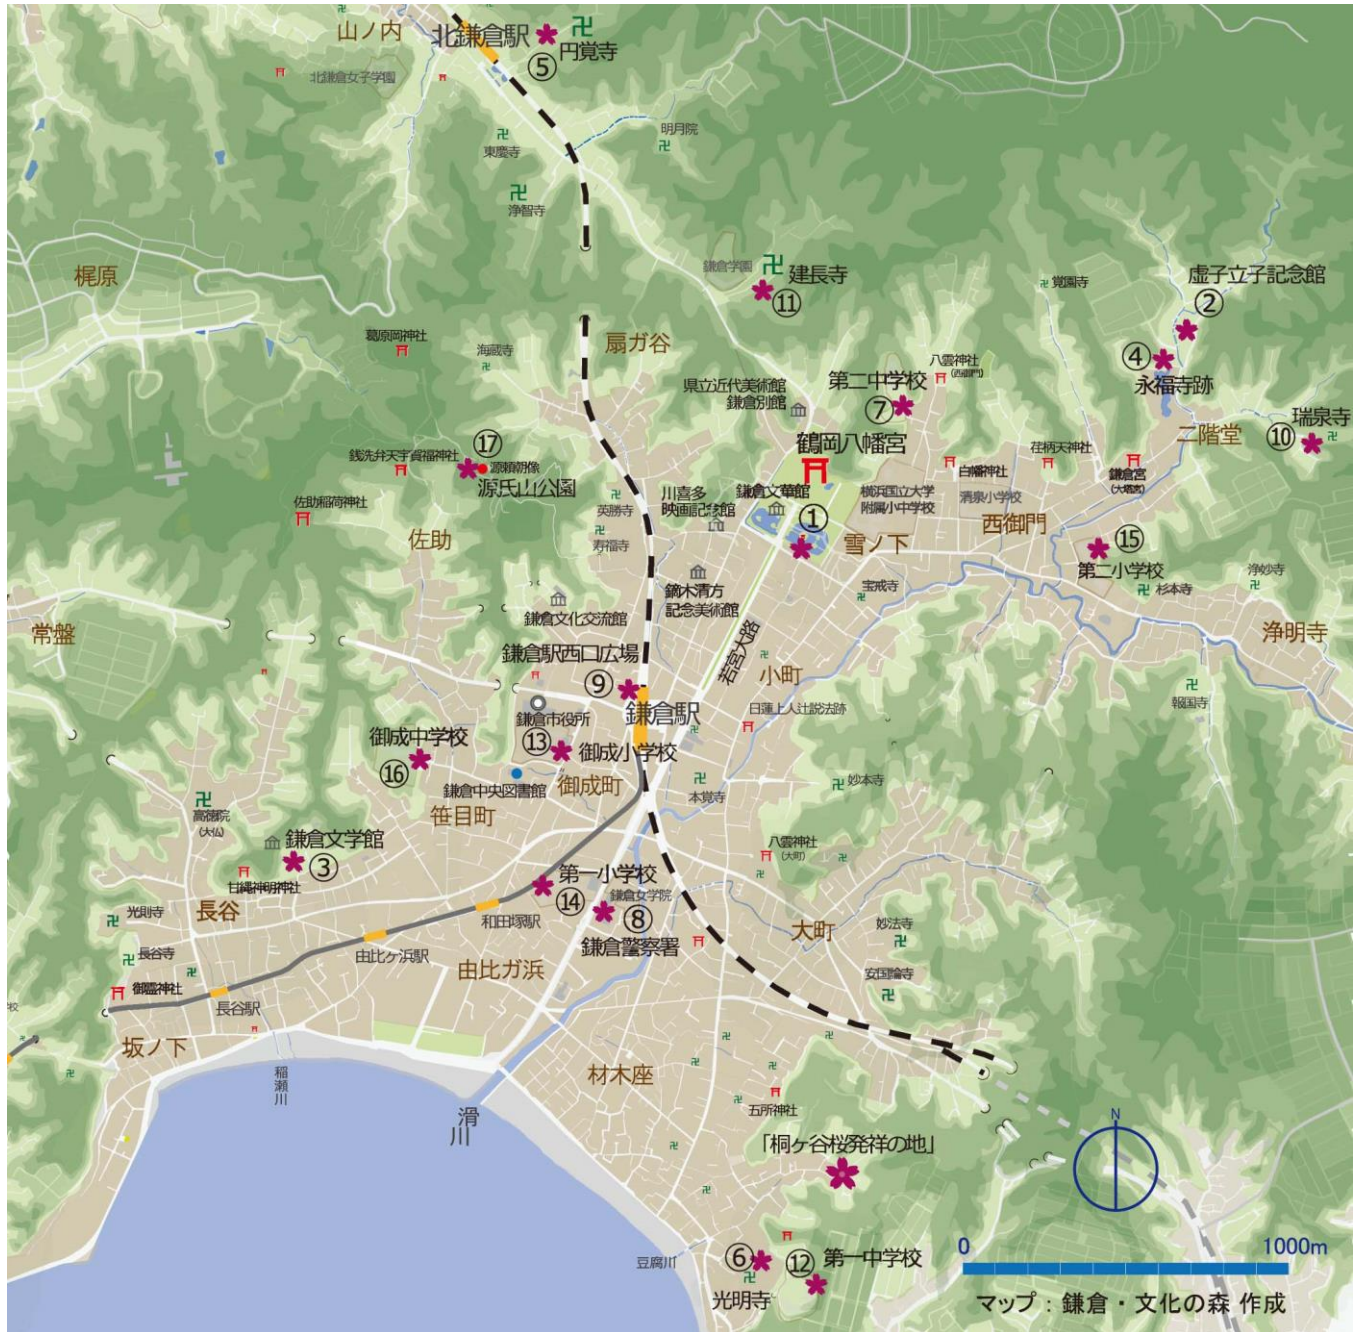 山ノ内
北鎌倉駅
⑤
円覚寺
北鎌倉女子学園
明月院
東慶寺
浄智寺
鎌倉学園
建長寺
⑪
虚子立子記念館
②
覚園寺
梶原
葛原岡神社
海蔵寺
扇ガ谷
④
永福寺跡
八雲神社
(西御門)
県立近代美術館
鎌倉別館
第二中学校
⑦
瑞泉寺
⑩
二階堂
鶴岡八幡宮
荏柄天神社
⑰
銭洗弁天宇賀福神社
源頼朝像
源氏山公園
白幡神社
鎌倉宮
(大塔宮)
佐助稲荷神社
英勝寺
川喜多
映画記念館
鎌倉文華館
横浜国立大学
附属小中学校
清泉小学校
①
西御門
佐助
寿福寺
雪ノ下
⑮
第二小学校
浄妙寺
宝戒寺
杉本寺
鏑木清方
記念美術館
鎌倉文化交流館
常盤
浄明寺
若宮大路
鎌倉駅西口広場
小町
⑨
報国寺
鎌倉市役所
鎌倉駅
日蓮上人辻説法跡
御成中学校
⑬
御成小学校
⑯
鎌倉中央図書館
御成町
妙本寺
本覚寺
笹目町
高徳院
(大仏)
鎌倉文学館
③
八雲神社
(大町)
甘縄神明神社
第一小学校
⑭
鎌倉女学院
光則寺
長谷
和田塚駅
⑧
妙法寺
大町
長谷寺
由比ヶ浜駅
鎌倉警察署
由比ガ浜
安国論寺
御霊神社
長谷駅
坂ノ下
稲瀬川
材木座
滑川
五所神社
「桐ヶ谷桜発祥の地」
N
⑥
⑫
第一中学校
豆腐川
光明寺
0
1000m
マップ：鎌倉・文化の森 作成